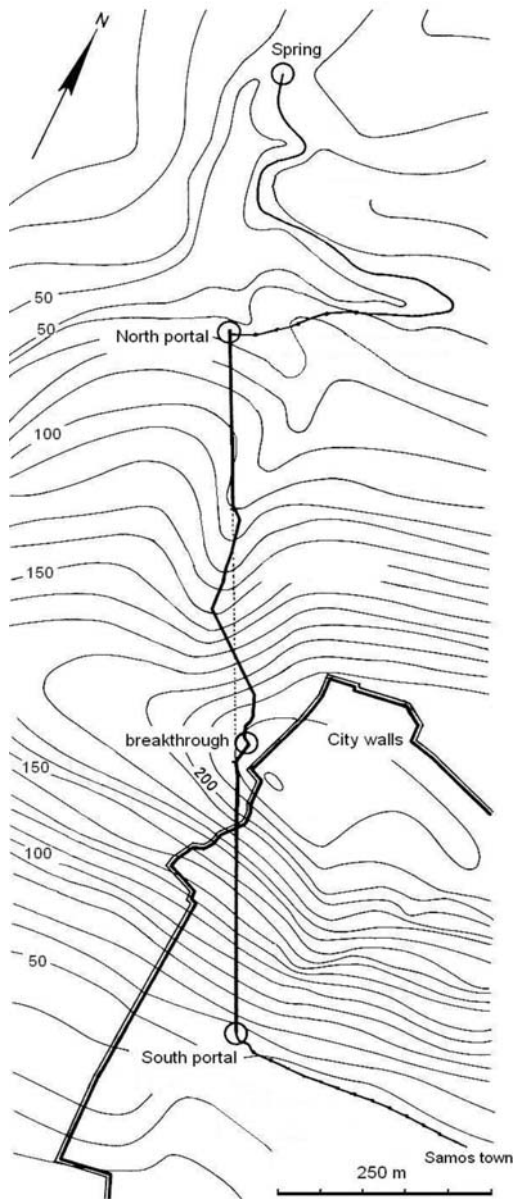 N
Spring
50
50
North portal
100
150
breakthrough
City walls
200
150
100
50
South portal
Samos town
250 m